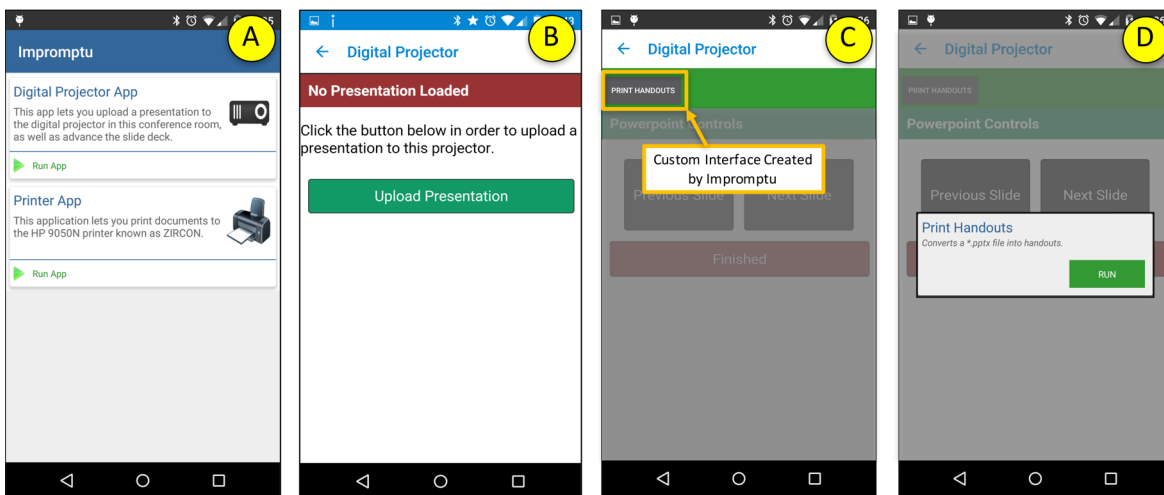 A
Impromptu
Digital Projector App
This app lets you upload a presentation to
the digital projector in this conference room,
as well as advance the slide deck.
Run App
Printer App
This application lets you print documents to
the HP 9050N printer known as ZIRCON.
Run App
B
Digital Projector
No Presentation Loaded
Click the button below in order to upload a
presentation to this projector.
Upload Presentation
C
Digital Projector
PRINT HANDOUTS
Powerpoint Controls
Custom Interface Created
by Impromptu
Previous Slide
Next Slide
Finished
D
Digital Projector
PRINT HANDOUTS
Powerpoint Controls
Previous Slide
Next Slide
Print Handouts
Converts a *.pptx file into handouts.
RUN